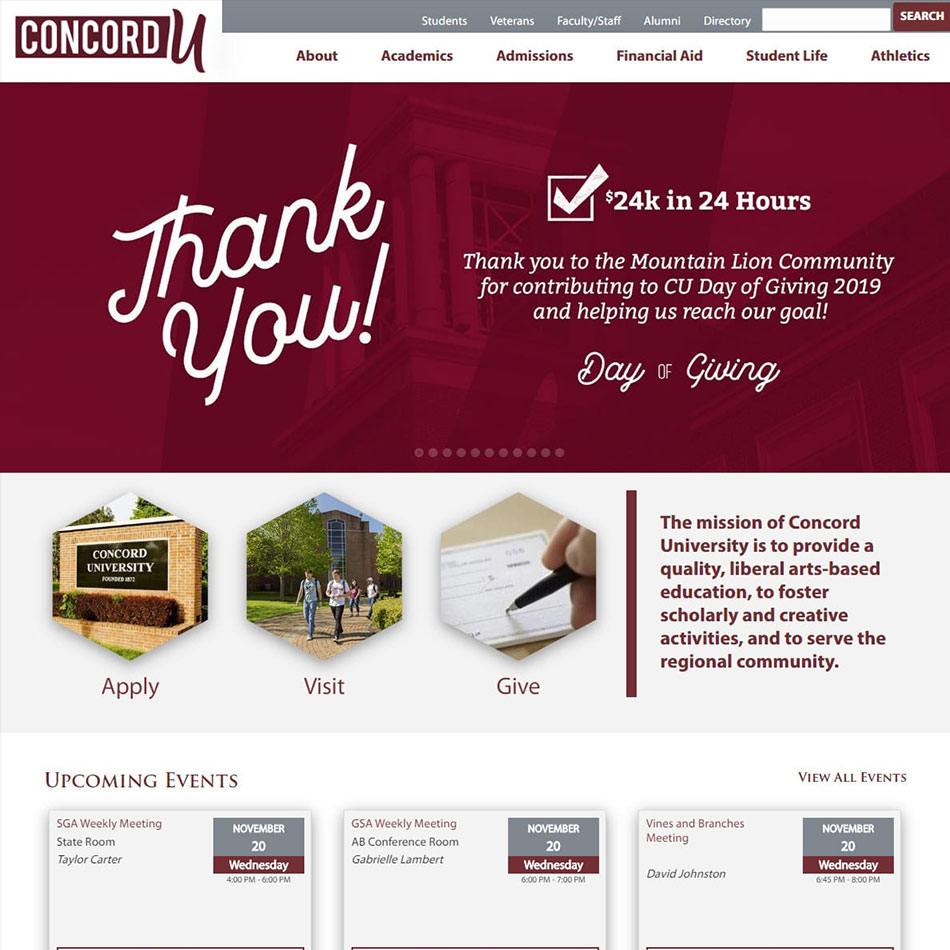 CONCORD U
Students Veterans Faculty/Staff Alumni Directory SEARCH
About Academics Admissions Financial Aid Student Life Athletics
Thank
You!
$24k in 24 Hours
Thank you to the Mountain Lion Community
for contributing to CU Day of Giving 2019
and helping us reach our goal!
Day OF Giving
CONCORD
UNIVERSITY
FOUNDED 1872
Apply
Visit
Give
The mission of Concord
University is to provide a
quality, liberal arts-based
education, to foster
scholarly and creative
activities, and to serve the
regional community.
UPCOMING EVENTS
VIEW ALL EVENTS
SGA Weekly Meeting
State Room
Taylor Carter
NOVEMBER
20
Wednesday
4:00 PM - 6:00 PM
GSA Weekly Meeting
AB Conference Room
Gabrielle Lambert
NOVEMBER
20
Wednesday
6:00 PM - 7:00 PM
Vines and Branches
Meeting
David Johnston
NOVEMBER
20
Wednesday
6:45 PM - 8:00 PM